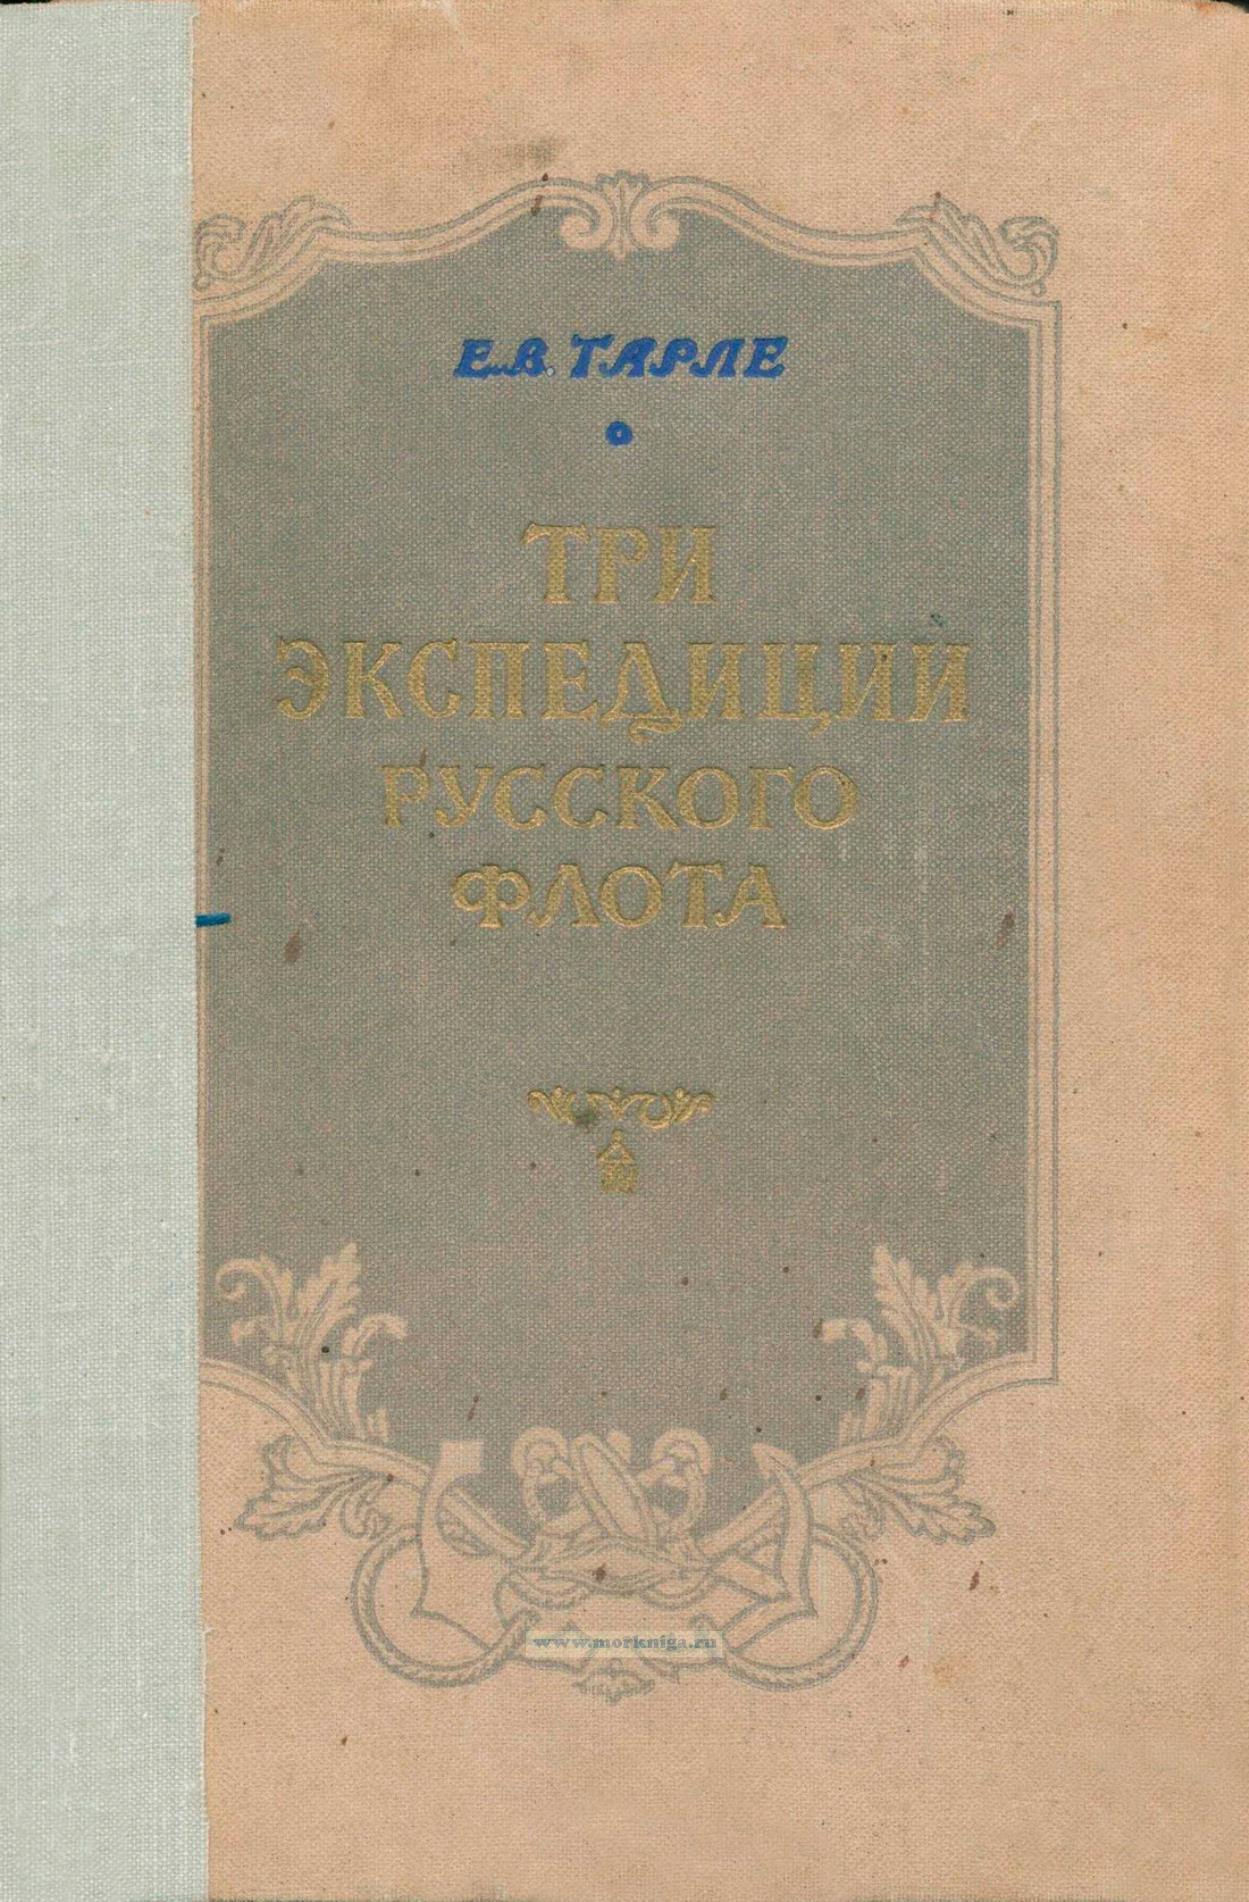 Е.В. ТАРЛЕ
ТРИ
ЭКСПЕДИЦИИ
РУССКОГО
ФЛОТА
www.morkniga.ru